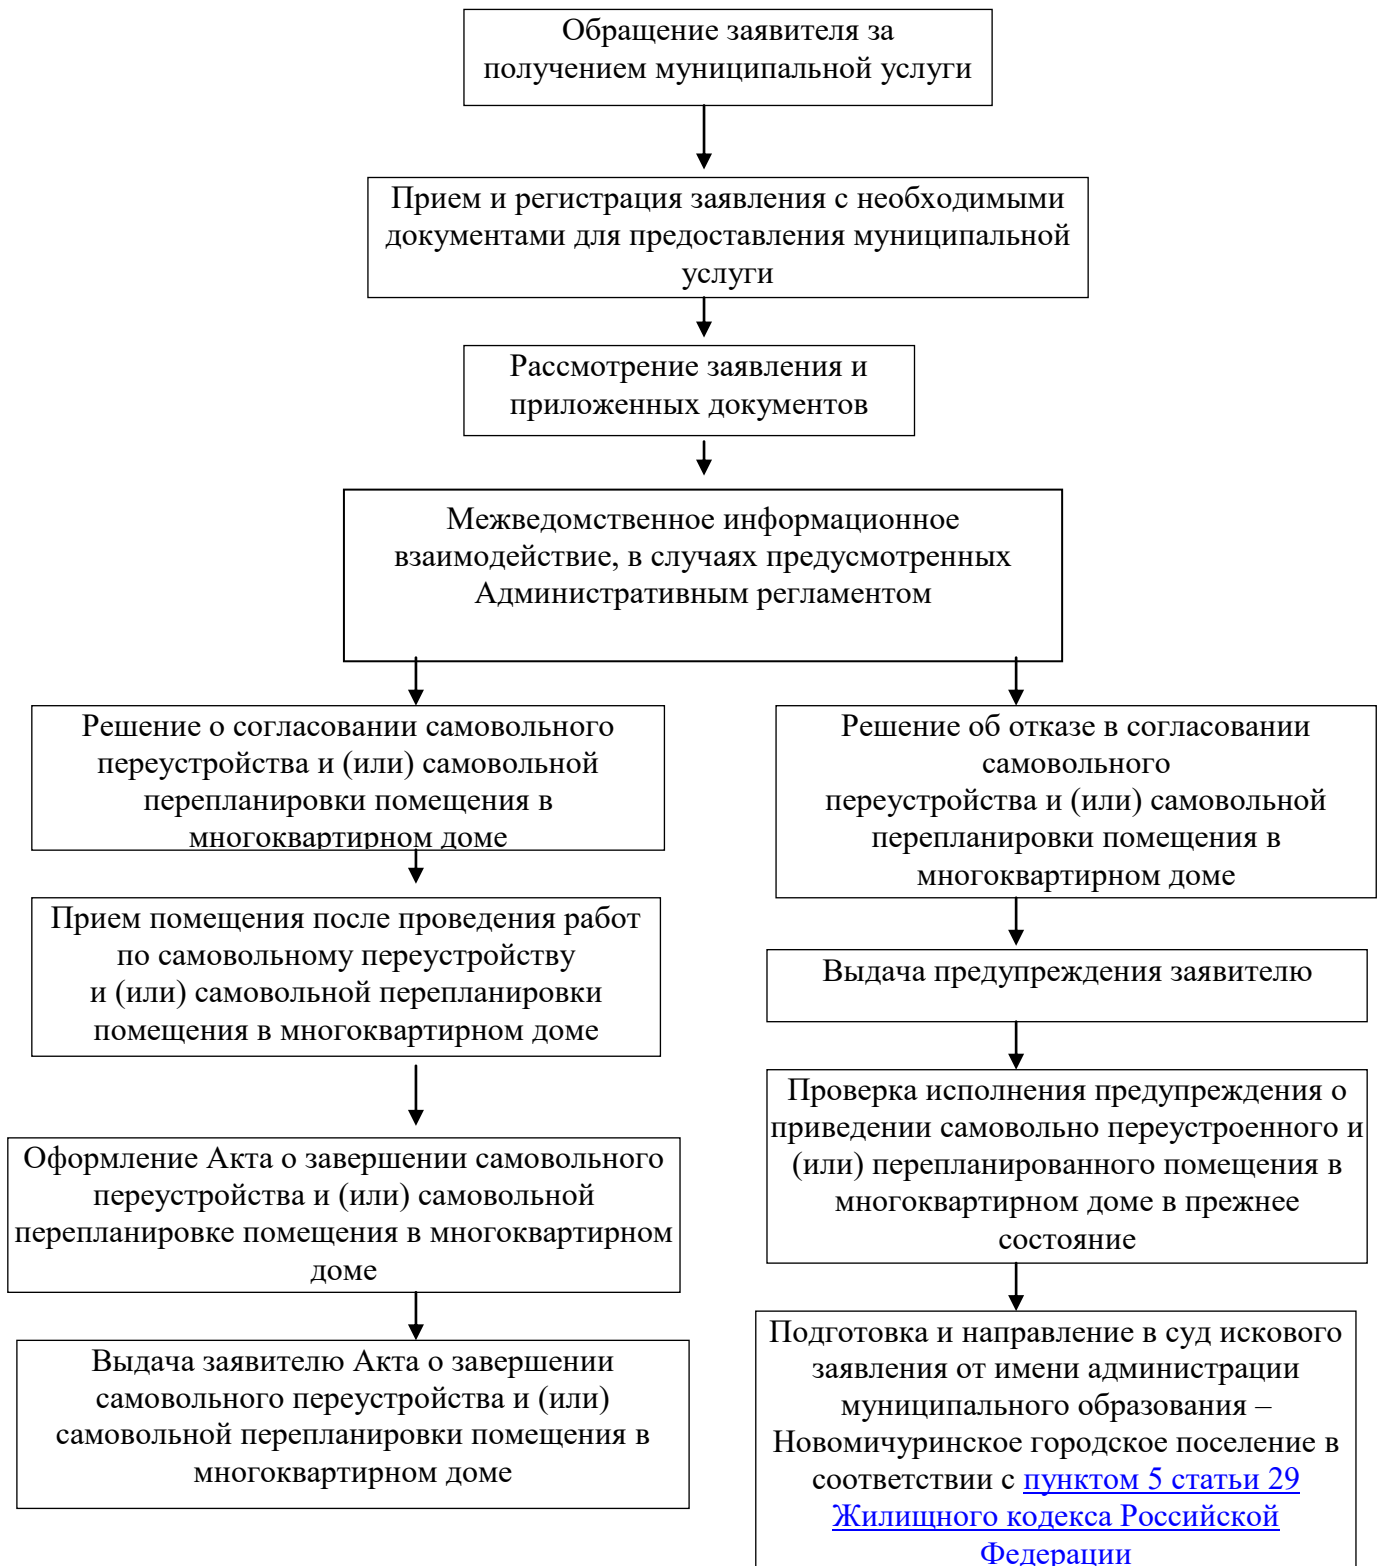 Обращение заявителя за
получением муниципальной услуги
Прием и регистрация заявления с необходимыми
документами для предоставления муниципальной
услуги
Рассмотрение заявления и
приложенных документов
Межведомственное информационное
взаимодействие, в случаях предусмотренных
Административным регламентом
Решение о согласовании самовольного
переустройства и (или) самовольной
перепланировки помещения в
многоквартирном доме
Прием помещения после проведения работ
по самовольному переустройству
и (или) самовольной перепланировки
помещения в многоквартирном доме
Оформление Акта о завершении самовольного
переустройства и (или) самовольной
перепланировке помещения в многоквартирном
доме
Выдача заявителю Акта о завершении
самовольного переустройства и (или)
самовольной перепланировки помещения в
многоквартирном доме
Решение об отказе в согласовании
самовольного
переустройства и (или) самовольной
перепланировки помещения в
многоквартирном доме
Выдача предупреждения заявителю
Проверка исполнения предупреждения о
приведении самовольно переустроенного и
(или) перепланированного помещения в
многоквартирном доме в прежнее
состояние
Подготовка и направление в суд искового
заявления от имени администрации
муниципального образования –
Новомичуринское городское поселение в
соответствии с пунктом 5 статьи 29
Жилищного кодекса Российской
Федерации